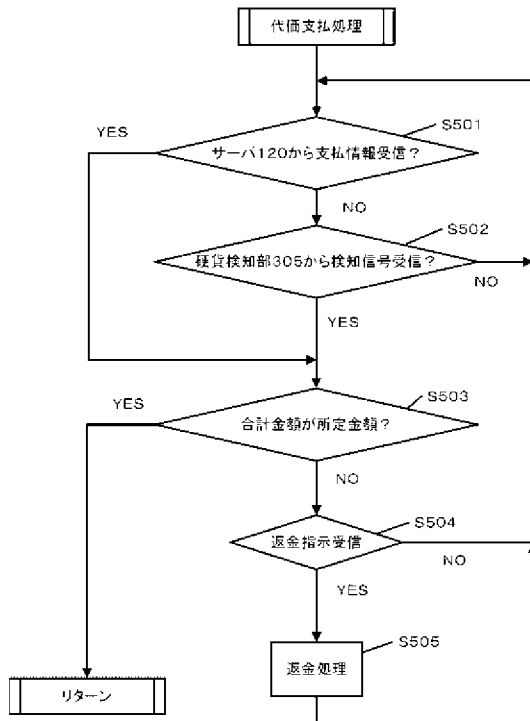 代価支払処理
S501
YES
サーバ120から支払情報受信？
NO
S502
硬貨検知部305から検知信号受信？
NO
YES
S503
YES
合計金額が所定金額？
NO
S504
返金指示受信
NO
YES
S505
返金処理
リターン